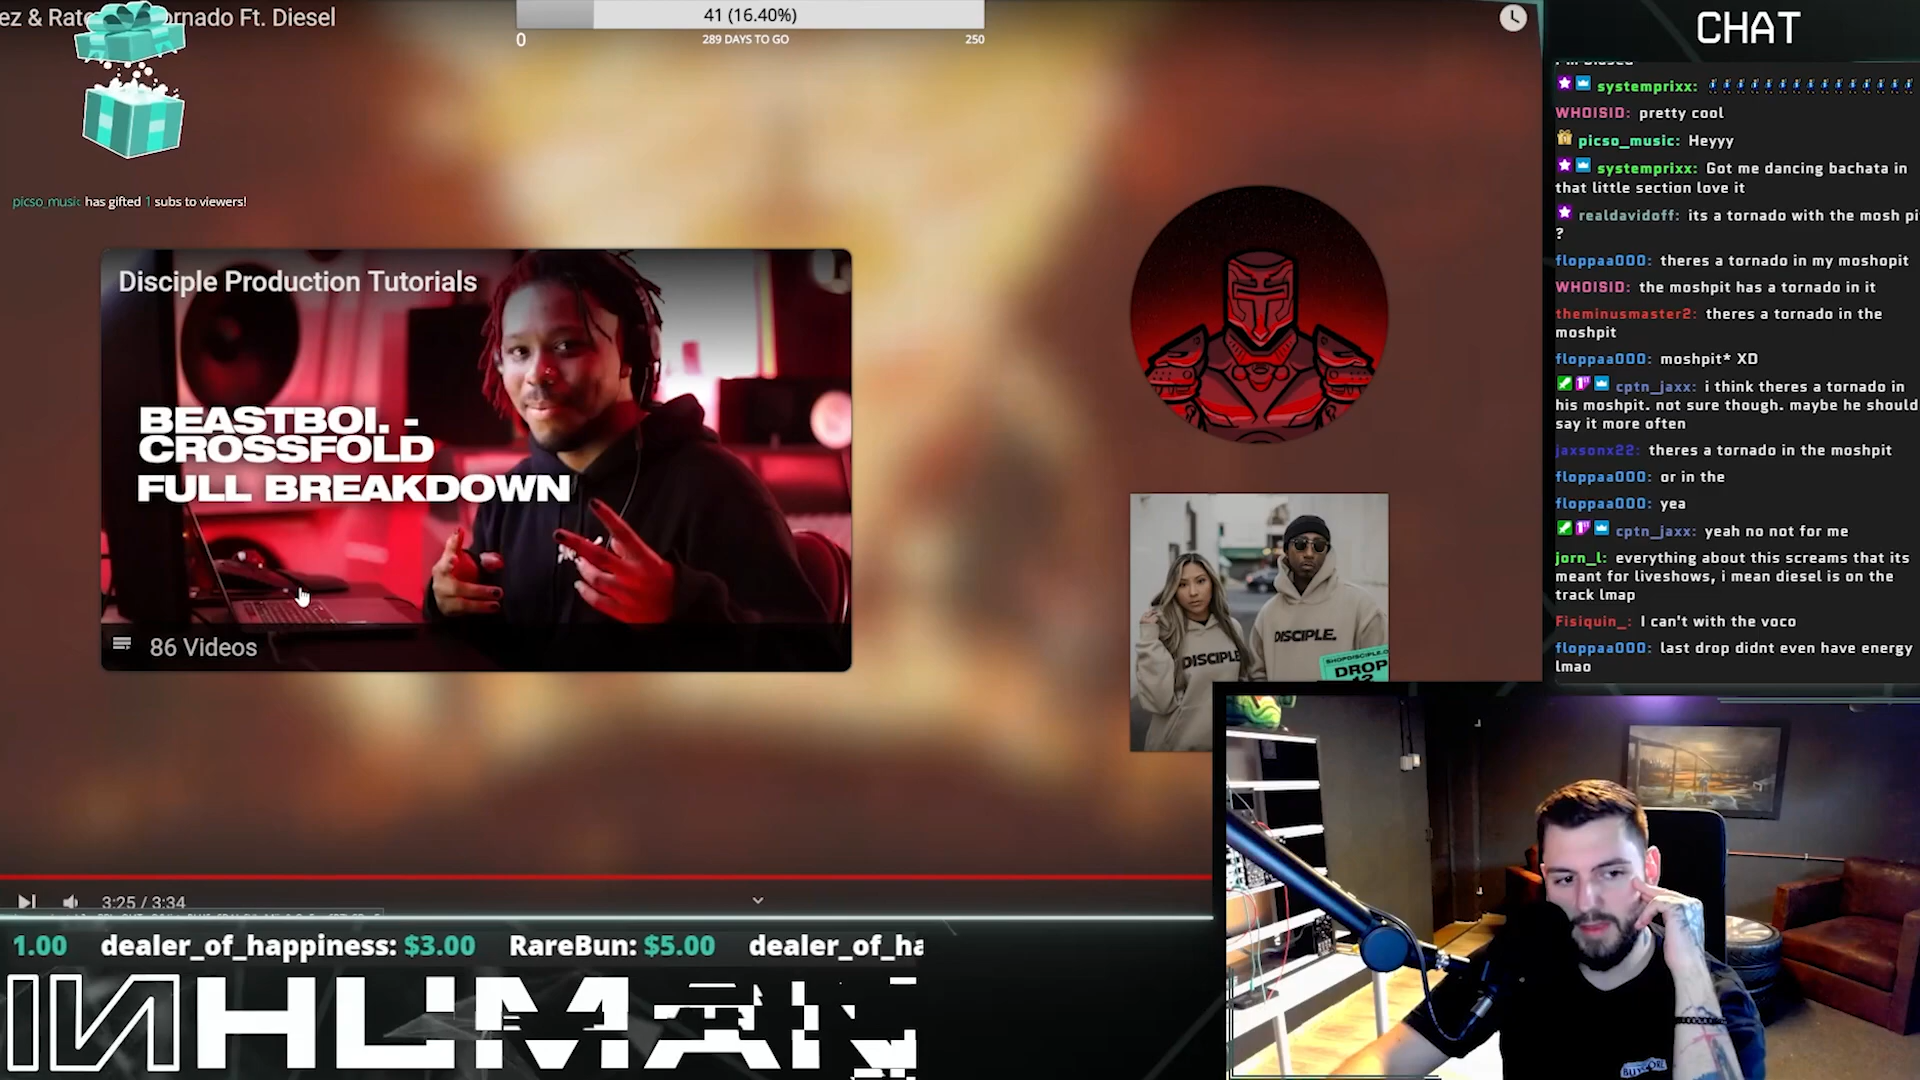 ez & Rate
ornado Ft. Diesel
41 (16.40%)
0
289 DAYS TO GO
250
picso_music has gifted 1 subs to viewers!
Disciple Production Tutorials
BEASTBOI. -
CROSSFOLD
FULL BREAKDOWN
86 Videos
DISCIPLE.
DISCIPLE
DROP
3:25 / 3:34
1.00 dealer_of_happiness: $3.00 RareBun: $5.00 dealer_of_ha
INHUMAN
CHAT
systemprixx:
WHOISID: pretty cool
picso_music: Heyyy
systemprixx: Got me dancing bachata in
that little section love it
realdavidoff: its a tornado with the mosh pi
?
floppaa000: theres a tornado in my moshopit
WHOISID: the moshpit has a tornado in it
theminusmaster2: theres a tornado in the
moshpit
floppaa000: moshpit* XD
cptn_jaxx: i think theres a tornado in
his moshpit. not sure though. maybe he should
say it more often
jaxsonx22: theres a tornado in the moshpit
floppaa000: or in the
floppaa000: yea
cptn_jaxx: yeah no not for me
jorn_l: everything about this screams that its
meant for liveshows, i mean diesel is on the
track lmap
Fisiquin_: I can't with the voco
floppaa000: last drop didnt even have energy
lmao